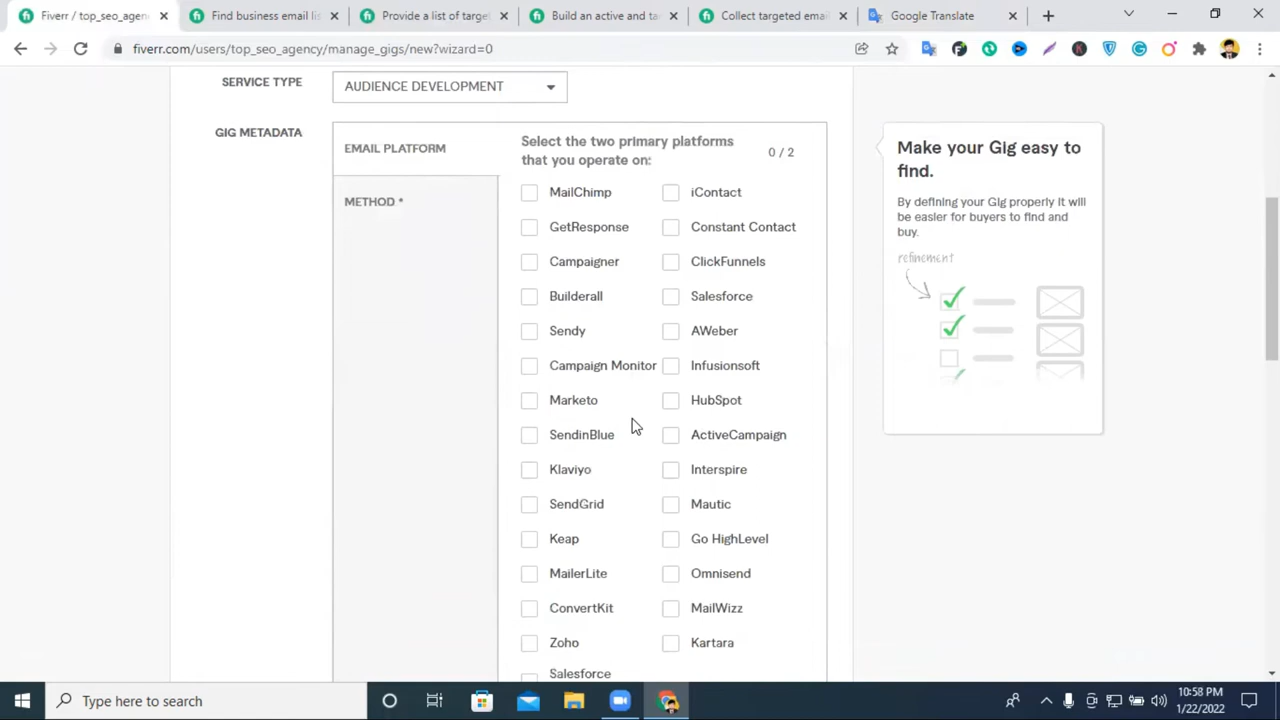 Fiverr / top_seo_agen
Find business email lis
Provide a list of targe
Build an active and ta
Collect targeted email
Google Translate
fiverr.com/users/top_seo_agency/manage_gigs/new?wizard=0
SERVICE TYPE
AUDIENCE DEVELOPMENT
GIG METADATA
EMAIL PLATFORM
METHOD *
Select the two primary platforms
that you operate on:
0 / 2
MailChimp
iContact
GetResponse
Constant Contact
Campaigner
ClickFunnels
Builderall
Salesforce
Sendy
AWeber
Campaign Monitor
Infusionsoft
Marketo
HubSpot
SendinBlue
ActiveCampaign
Klaviyo
Interspire
SendGrid
Mautic
Keap
Go HighLevel
MailerLite
Omnisend
ConvertKit
MailWizz
Zoho
Kartara
Salesforce
Make your Gig easy to
find.
By defining your Gig properly it will
be easier for buyers to find and
buy.
refinement
Type here to search
10:58 PM
1/22/2022